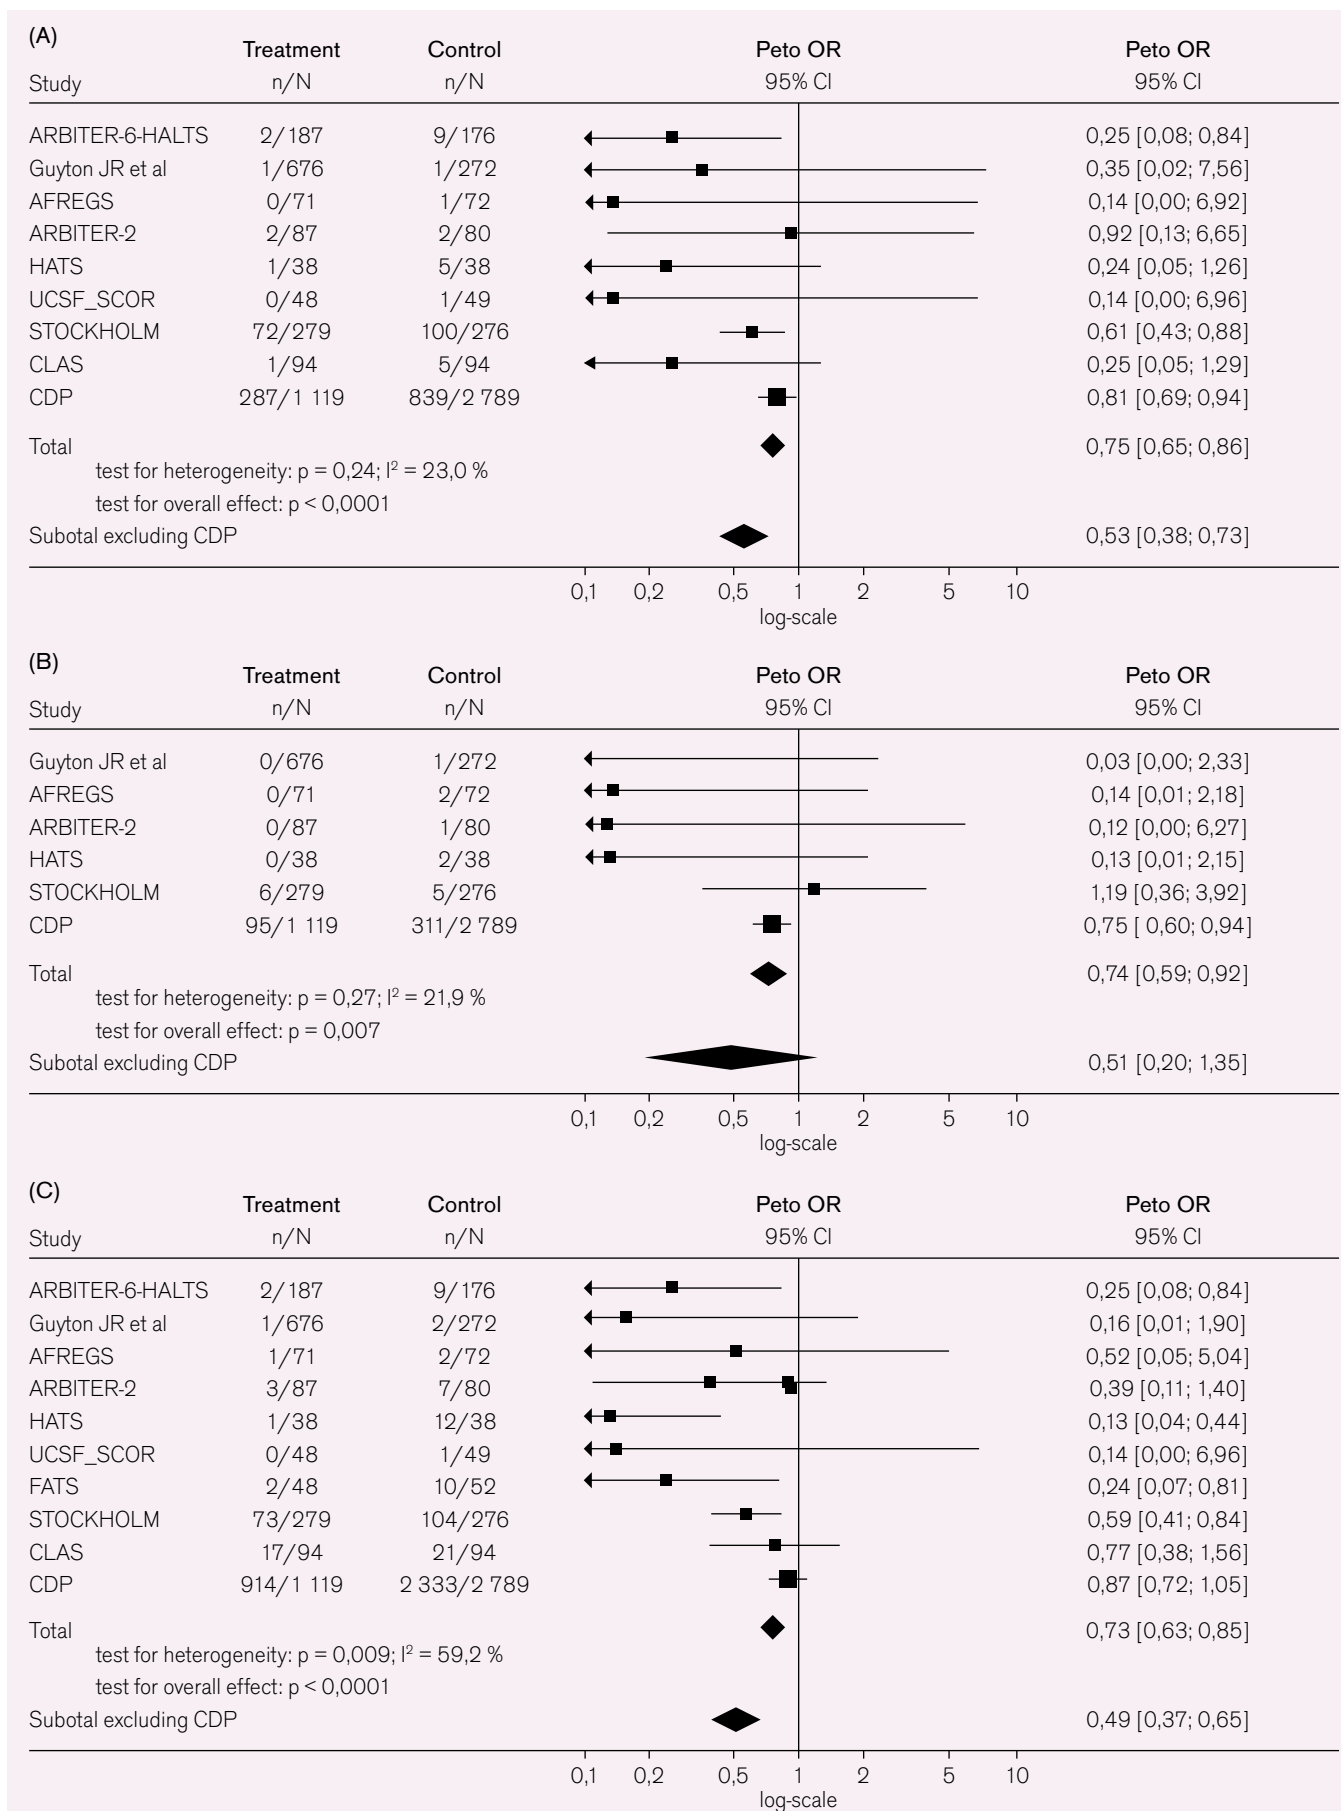 (A)
Treatment Control Peto OR Peto OR
Study n/N n/N 95% CI 95% CI
ARBITER-6-HALTS 2/187 9/176 0,25 [0,08; 0,84]
Guyton JR et al 1/676 1/272 0,35 [0,02; 7,56]
AFREGS 0/71 1/72 0,14 [0,00; 6,92]
ARBITER-2 2/87 2/80 0,92 [0,13; 6,65]
HATS 1/38 5/38 0,24 [0,05; 1,26]
UCSF_SCOR 0/48 1/49 0,14 [0,00; 6,96]
STOCKHOLM 72/279 100/276 0,61 [0,43; 0,88]
CLAS 1/94 5/94 0,25 [0,05; 1,29]
CDP 287/1 119 839/2 789 0,81 [0,69; 0,94]
Total 0,75 [0,65; 0,86]
test for heterogeneity: p = 0,24; I² = 23,0 %
test for overall effect: p < 0,0001
Subotal excluding CDP 0,53 [0,38; 0,73]
0,1 0,2 0,5 1 2 5 10
log-scale
(B)
Treatment Control Peto OR Peto OR
Study n/N n/N 95% CI 95% CI
Guyton JR et al 0/676 1/272 0,03 [0,00; 2,33]
AFREGS 0/71 2/72 0,14 [0,01; 2,18]
ARBITER-2 0/87 1/80 0,12 [0,00; 6,27]
HATS 0/38 2/38 0,13 [0,01; 2,15]
STOCKHOLM 6/279 5/276 1,19 [0,36; 3,92]
CDP 95/1 119 311/2 789 0,75 [ 0,60; 0,94]
Total 0,74 [0,59; 0,92]
test for heterogeneity: p = 0,27; I² = 21,9 %
test for overall effect: p = 0,007
Subotal excluding CDP 0,51 [0,20; 1,35]
0,1 0,2 0,5 1 2 5 10
log-scale
(C)
Treatment Control Peto OR Peto OR
Study n/N n/N 95% CI 95% CI
ARBITER-6-HALTS 2/187 9/176 0,25 [0,08; 0,84]
Guyton JR et al 1/676 2/272 0,16 [0,01; 1,90]
AFREGS 1/71 2/72 0,52 [0,05; 5,04]
ARBITER-2 3/87 7/80 0,39 [0,11; 1,40]
HATS 1/38 12/38 0,13 [0,04; 0,44]
UCSF_SCOR 0/48 1/49 0,14 [0,00; 6,96]
FATS 2/48 10/52 0,24 [0,07; 0,81]
STOCKHOLM 73/279 104/276 0,59 [0,41; 0,84]
CLAS 17/94 21/94 0,77 [0,38; 1,56]
CDP 914/1 119 2 333/2 789 0,87 [0,72; 1,05]
Total 0,73 [0,63; 0,85]
test for heterogeneity: p = 0,009; I² = 59,2 %
test for overall effect: p < 0,0001
Subotal excluding CDP 0,49 [0,37; 0,65]
0,1 0,2 0,5 1 2 5 10
log-scale